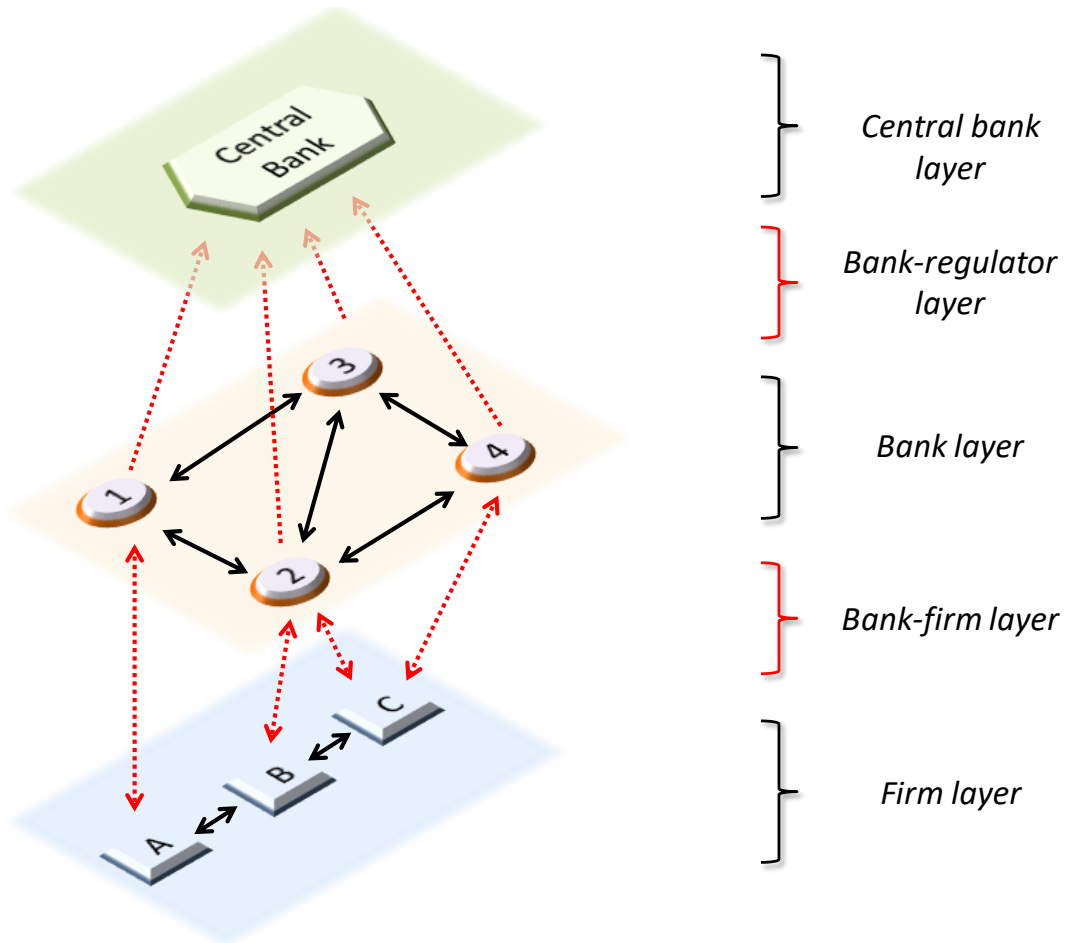 Central
Bank
Central bank
layer
Bank-regulator
layer
3
4
1
2
Bank layer
Bank-firm layer
C
B
A
Firm layer